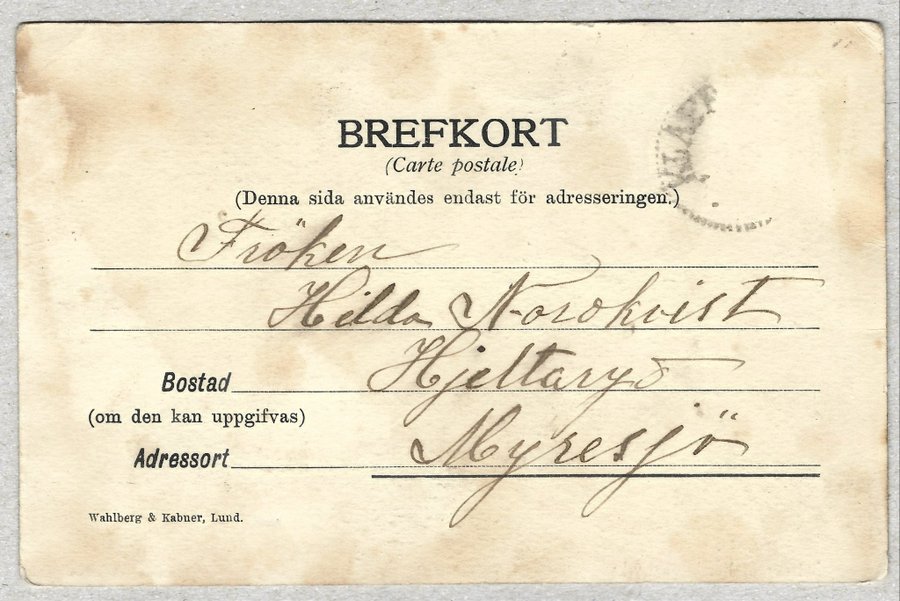 BREFKORT
(Carte postale)
(Denna sida användes endast för adresseringen.)
Fröken
Hilda Nordkvist
Bostad Hjeltaryd
(om den kan uppgifvas)
Adressort Myresjö
Wahlberg & Kabner, Lund.